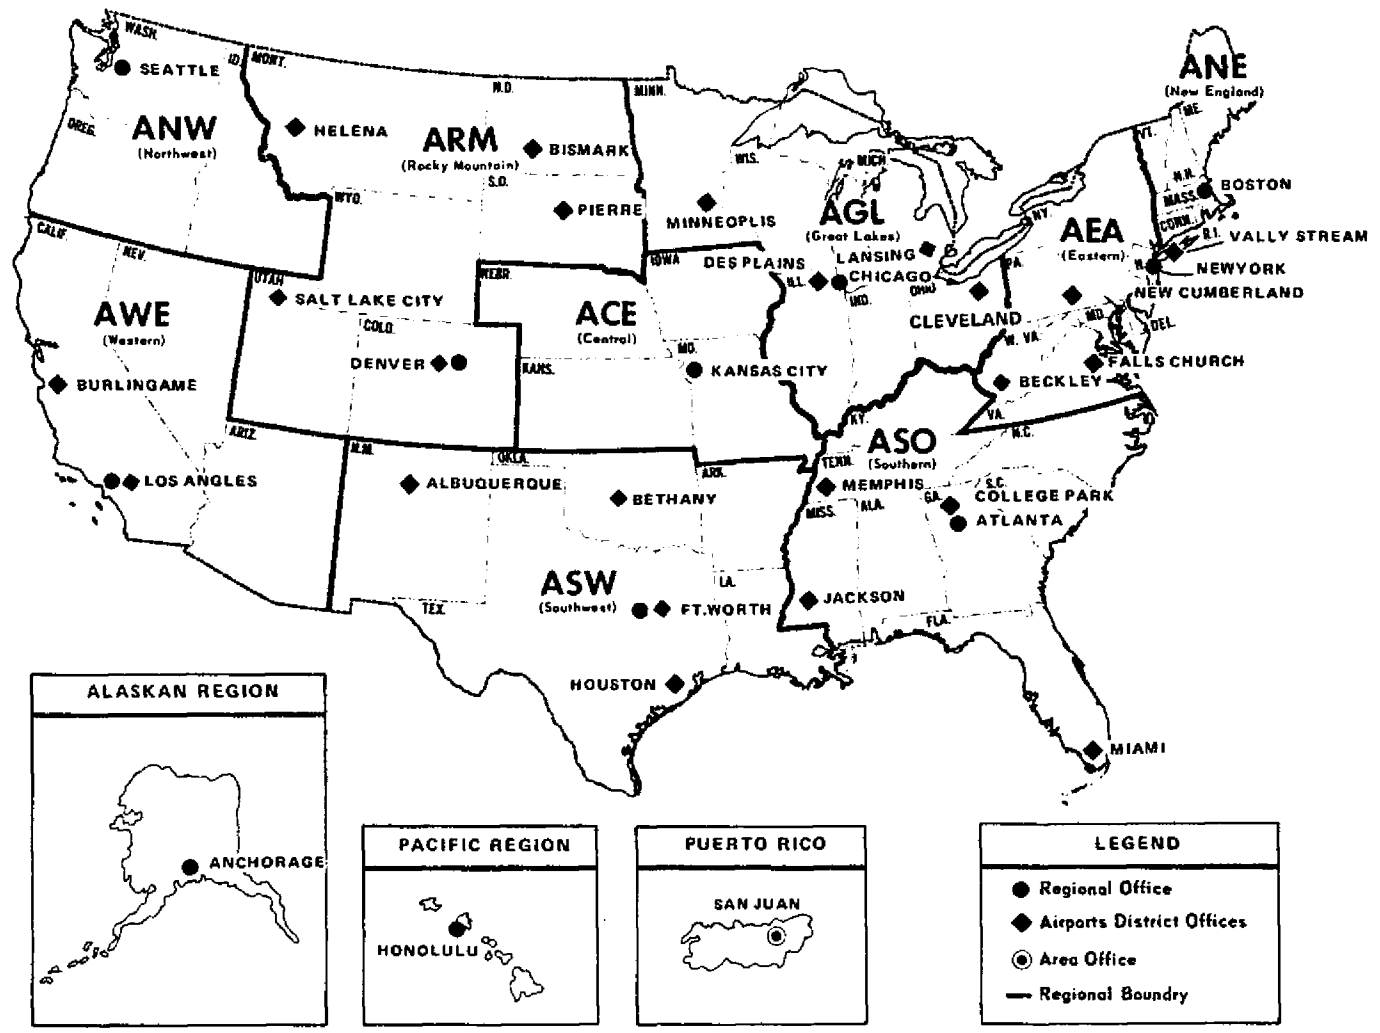 WASH.
SEATTLE
ID.
MONT.
OREG.
ANW
(Northwest)
HELENA
ARM
(Rocky Mountain)
N.D.
BISMARK
S.D.
PIERRE
WYO.
MINN.
MINNEOPLIS
WIS.
MICH
AGL
(Great Lakes)
LANSING
DES PLAINS
ILL.
CHICAGO
IND.
OHIO
CLEVELAND
ANE
(New England)
ME.
VT.
N.H.
MASS.
BOSTON
CONN.
R.I.
VALLY STREAM
NY.
AEA
(Eastern)
PA.
NEWYORK
NEW CUMBERLAND
MD.
DEL.
W. VA.
FALLS CHURCH
BECKLEY
VA.
CALIF.
NEV.
AWE
(Western)
BURLINGAME
LOS ANGLES
ARIZ.
UTAH
SALT LAKE CITY
COLO.
DENVER
NEBR.
IOWA
ACE
(Central)
KANS.
MO.
KANSAS CITY
N.M.
ALBUQUERQUE
OKLA.
BETHANY
ARK.
ASW
(Southwest)
TEX.
FT.WORTH
LA.
HOUSTON
KY.
ASO
(Southern)
TENN.
MEMPHIS
N.C.
S.C.
GA.
COLLEGE PARK
ATLANTA
MISS.
ALA.
JACKSON
FLA.
MIAMI
ALASKAN REGION
ANCHORAGE
PACIFIC REGION
HONOLULU
PUERTO RICO
SAN JUAN
LEGEND
Regional Office
Airports District Offices
Area Office
Regional Boundry